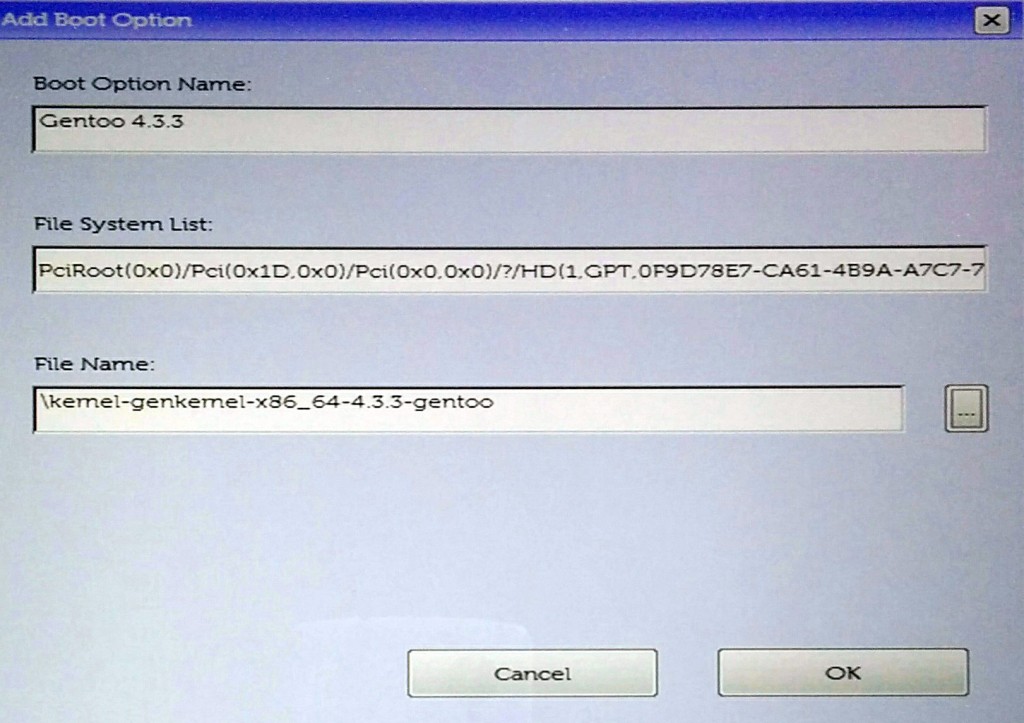 Add Boot Option
Boot Option Name:
Gentoo 4.3.3
File System List:
PciRoot(0x0)/Pci(0x1D,0x0)/Pci(0x0,0x0)/?/HD(1,GPT,0F9D78E7-CA61-4B9A-A7C7-7
File Name:
\kernel-genkernel-x86_64-4.3.3-gentoo
...
Cancel OK